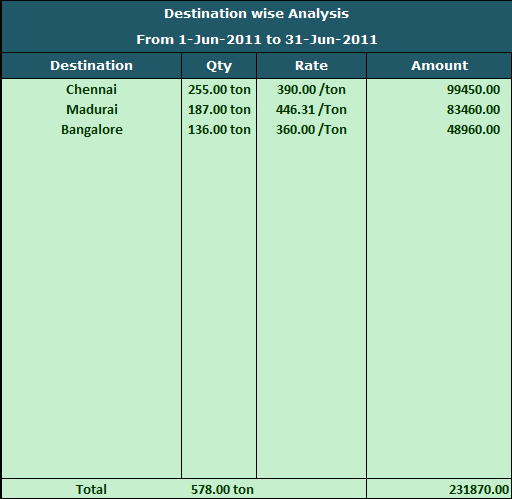 Destination wise Analysis
From 1-Jun-2011 to 31-Jun-2011
Destination Qty Rate Amount
Chennai 255.00 ton 390.00 /ton 99450.00
Madurai 187.00 ton 446.31 /Ton 83460.00
Bangalore 136.00 ton 360.00 /Ton 48960.00
Total 578.00 ton 231870.00